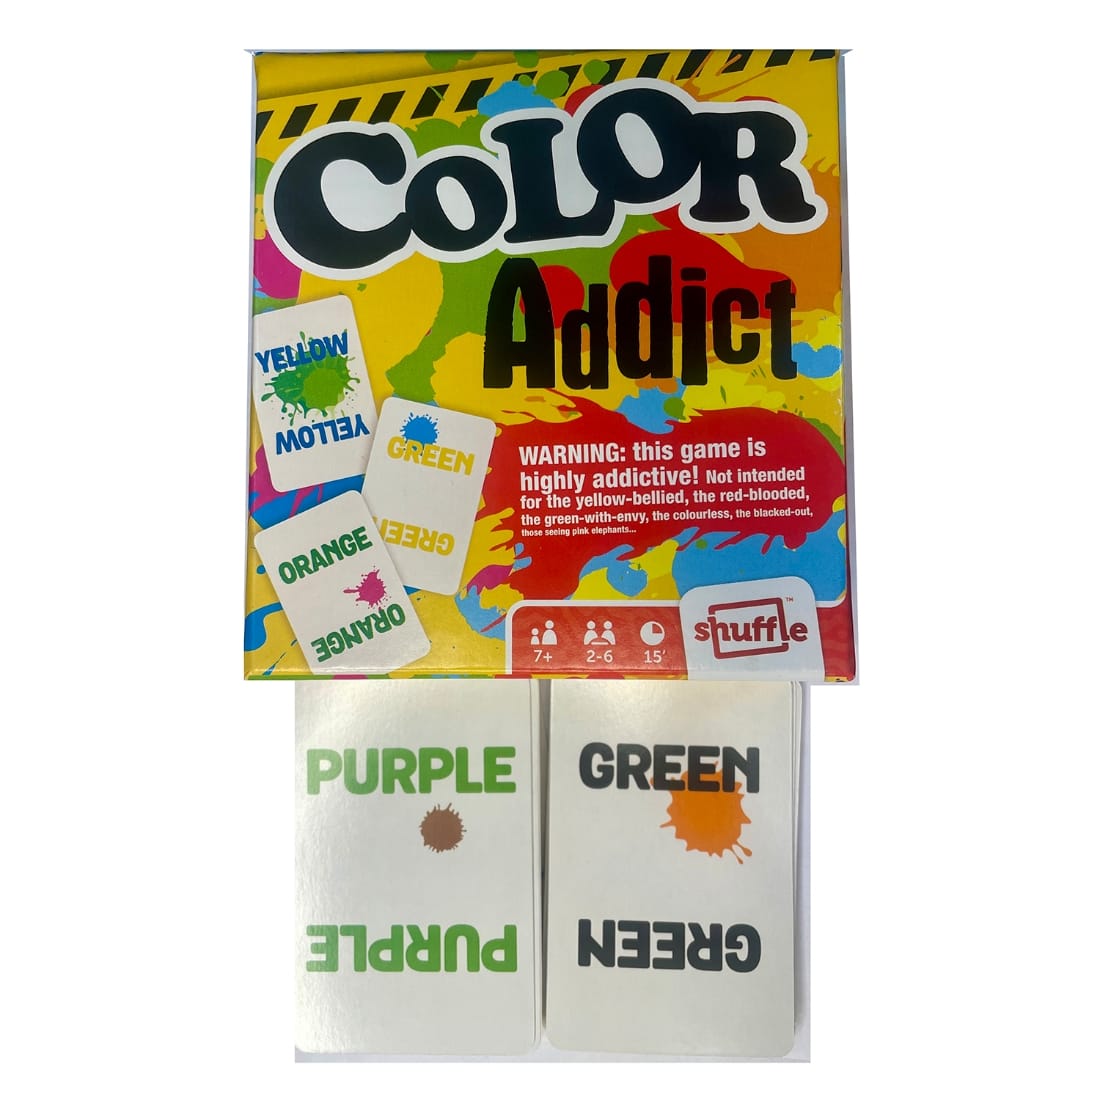 COLOR
Addict
YELLOW
YELLOW
GREEN
GREEN
ORANGE
ORANGE
WARNING: this game is
highly addictive! Not intended
for the yellow-bellied, the red-blooded,
the green-with-envy, the colourless, the blacked-out,
those seeing pink elephants...
7+ 2-6 15'
shuffle™
PURPLE
PURPLE
GREEN
GREEN